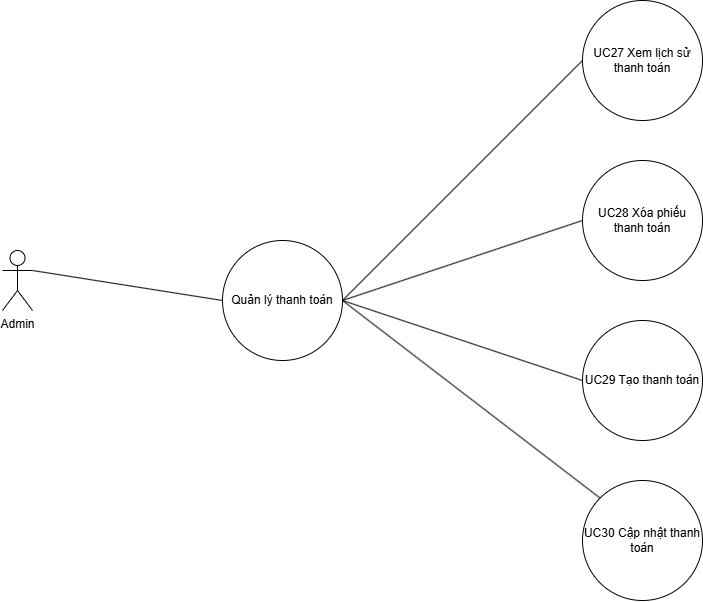 UC27 Xem lịch sử
thanh toán
UC28 Xóa phiếu
thanh toán
Quản lý thanh toán
Admin
UC29 Tạo thanh toán
UC30 Cập nhật thanh
toán